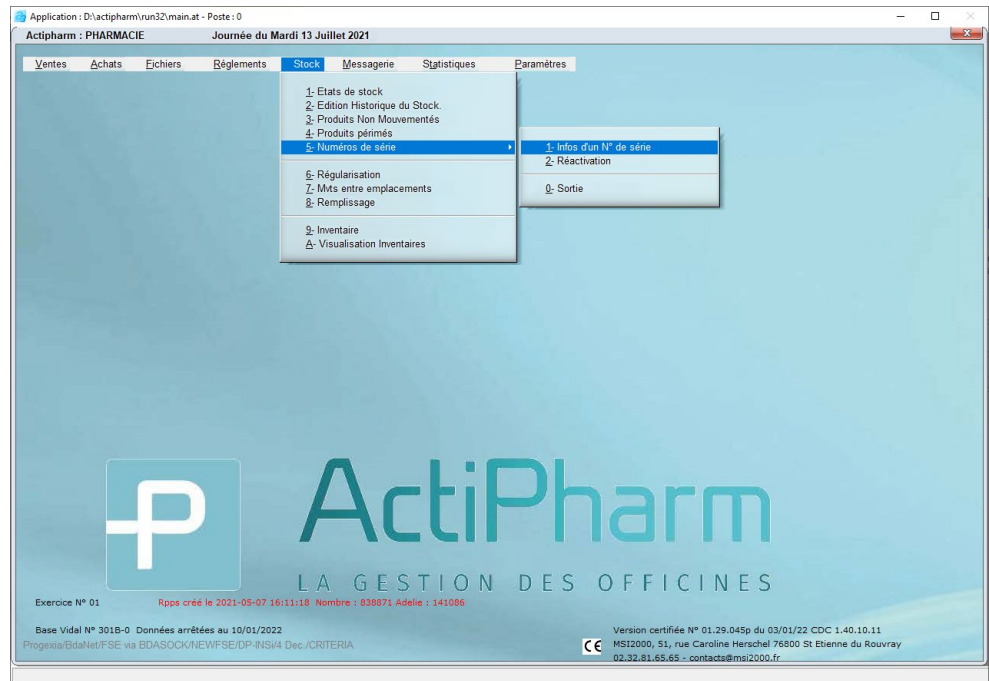 Application : D:\actipharm\run32\main.at - Poste : 0
Actipharm : PHARMACIE Journée du Mardi 13 Juillet 2021
Ventes Achats Fichiers Réglements Stock Messagerie Statistiques Paramètres
1- Etats de stock
2- Edition Historique du Stock.
3- Produits Non Mouvementés
4- Produits périmés
5- Numéros de série
6- Régularisation
7- Mvts entre emplacements
8- Remplissage
9- Inventaire
A- Visualisation Inventaires
1- Infos d'un N° de série
2- Réactivation
0- Sortie
P
ActiPharm
LA GESTION DES OFFICINES
Exercice N° 01 Rpps créé le 2021-05-07 16:11:18 Nombre : 838871 Adelie : 141086
Base Vidal N° 301B-0 Données arrêtées au 10/01/2022
Progexia/BdaNet/FSE via BDASOCK/NEWFSE/DP-INSi/4 Dec./CRITERIA
CE
Version certifiée N° 01.29.045p du 03/01/22 CDC 1.40.10.11
MSI2000, 51, rue Caroline Herschel 76800 St Etienne du Rouvray
02.32.81.65.65 - contacts@msi2000.fr